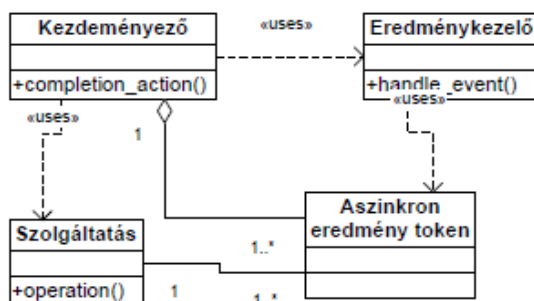 Kezdeményező
«uses»
Eredménykezelő
+completion_action()
+handle_event()
«uses»
«uses»
1
Aszinkron
eredmény token
Szolgáltatás
1..*
+operation()
1
1..*